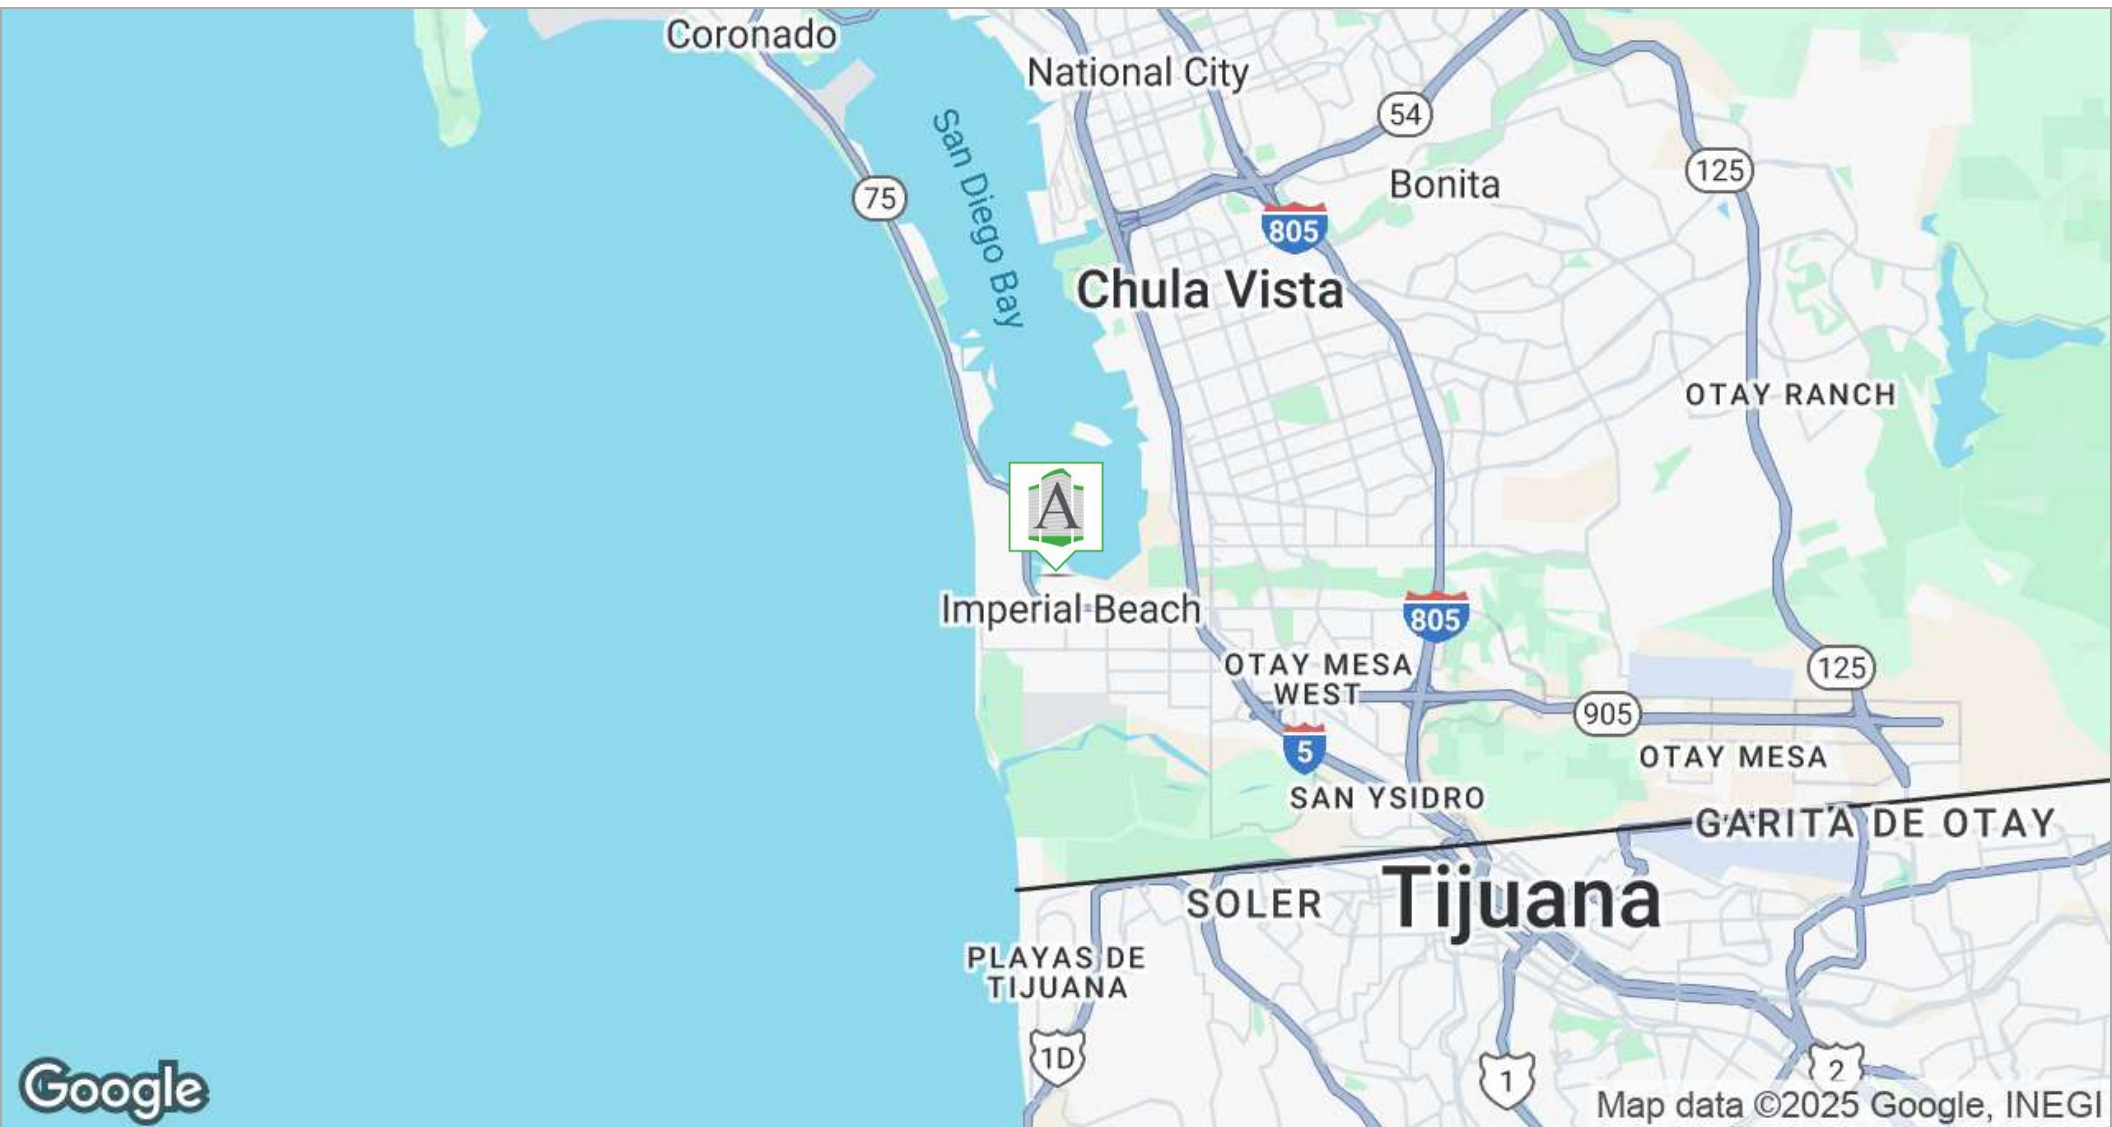 Coronado
National City
54
125
75
San Diego Bay
Bonita
805
Chula Vista
OTAY RANCH
A
Imperial Beach
805
OTAY MESA
WEST
125
905
5
OTAY MESA
SAN YSIDRO
GARITA DE OTAY
Tijuana
SOLER
PLAYAS DE
TIJUANA
1D
1
2
Google
Map data ©2025 Google, INEGI